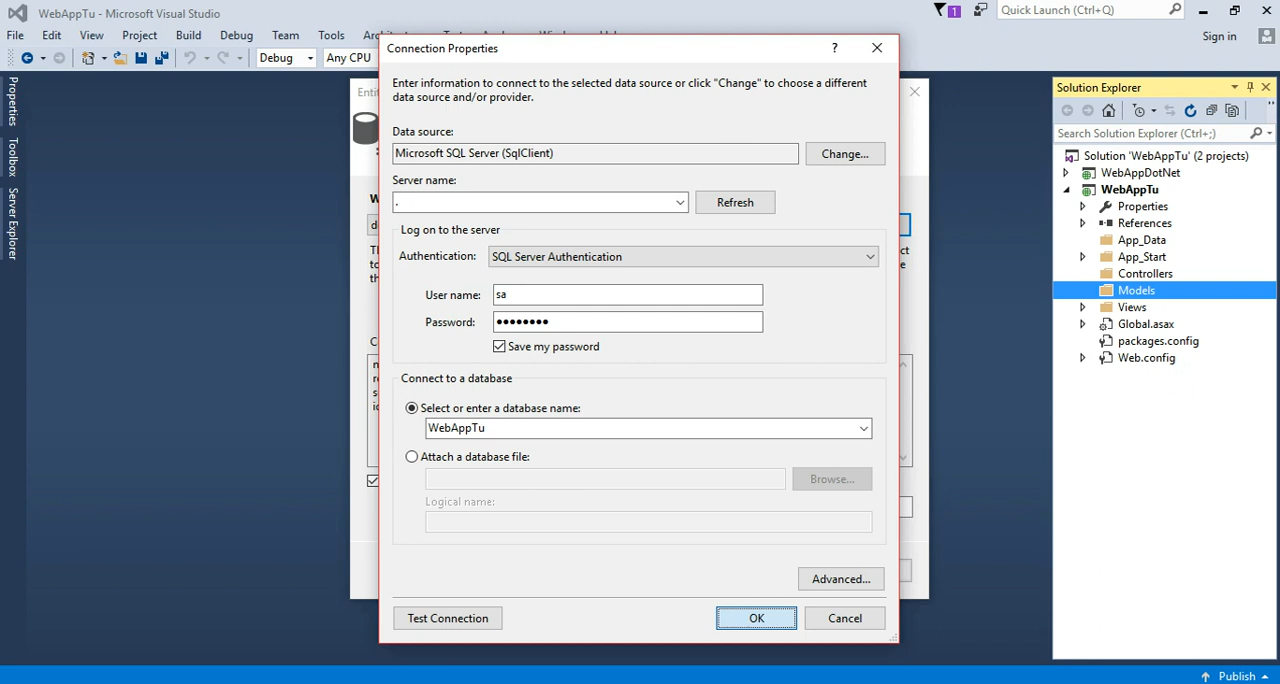 WebAppTu - Microsoft Visual Studio
1
Quick Launch (Ctrl+Q)
File Edit View Project Build Debug Team Tools
Sign in
Debug
Any CPU
Properties
Toolbox
Server Explorer
Connection Properties
?
Enter information to connect to the selected data source or click "Change" to choose a different
data source and/or provider.
Data source:
Microsoft SQL Server (SqlClient)
Change...
Server name:
.
Refresh
Log on to the server
Authentication:
SQL Server Authentication
User name:
sa
Password:
••••••••
Save my password
Connect to a database
Select or enter a database name:
WebAppTu
Attach a database file:
Browse...
Logical name:
Advanced...
Test Connection
OK
Cancel
Solution Explorer
Search Solution Explorer (Ctrl+;)
Solution 'WebAppTu' (2 projects)
WebAppDotNet
WebAppTu
Properties
References
App_Data
App_Start
Controllers
Models
Views
Global.asax
packages.config
Web.config
Publish